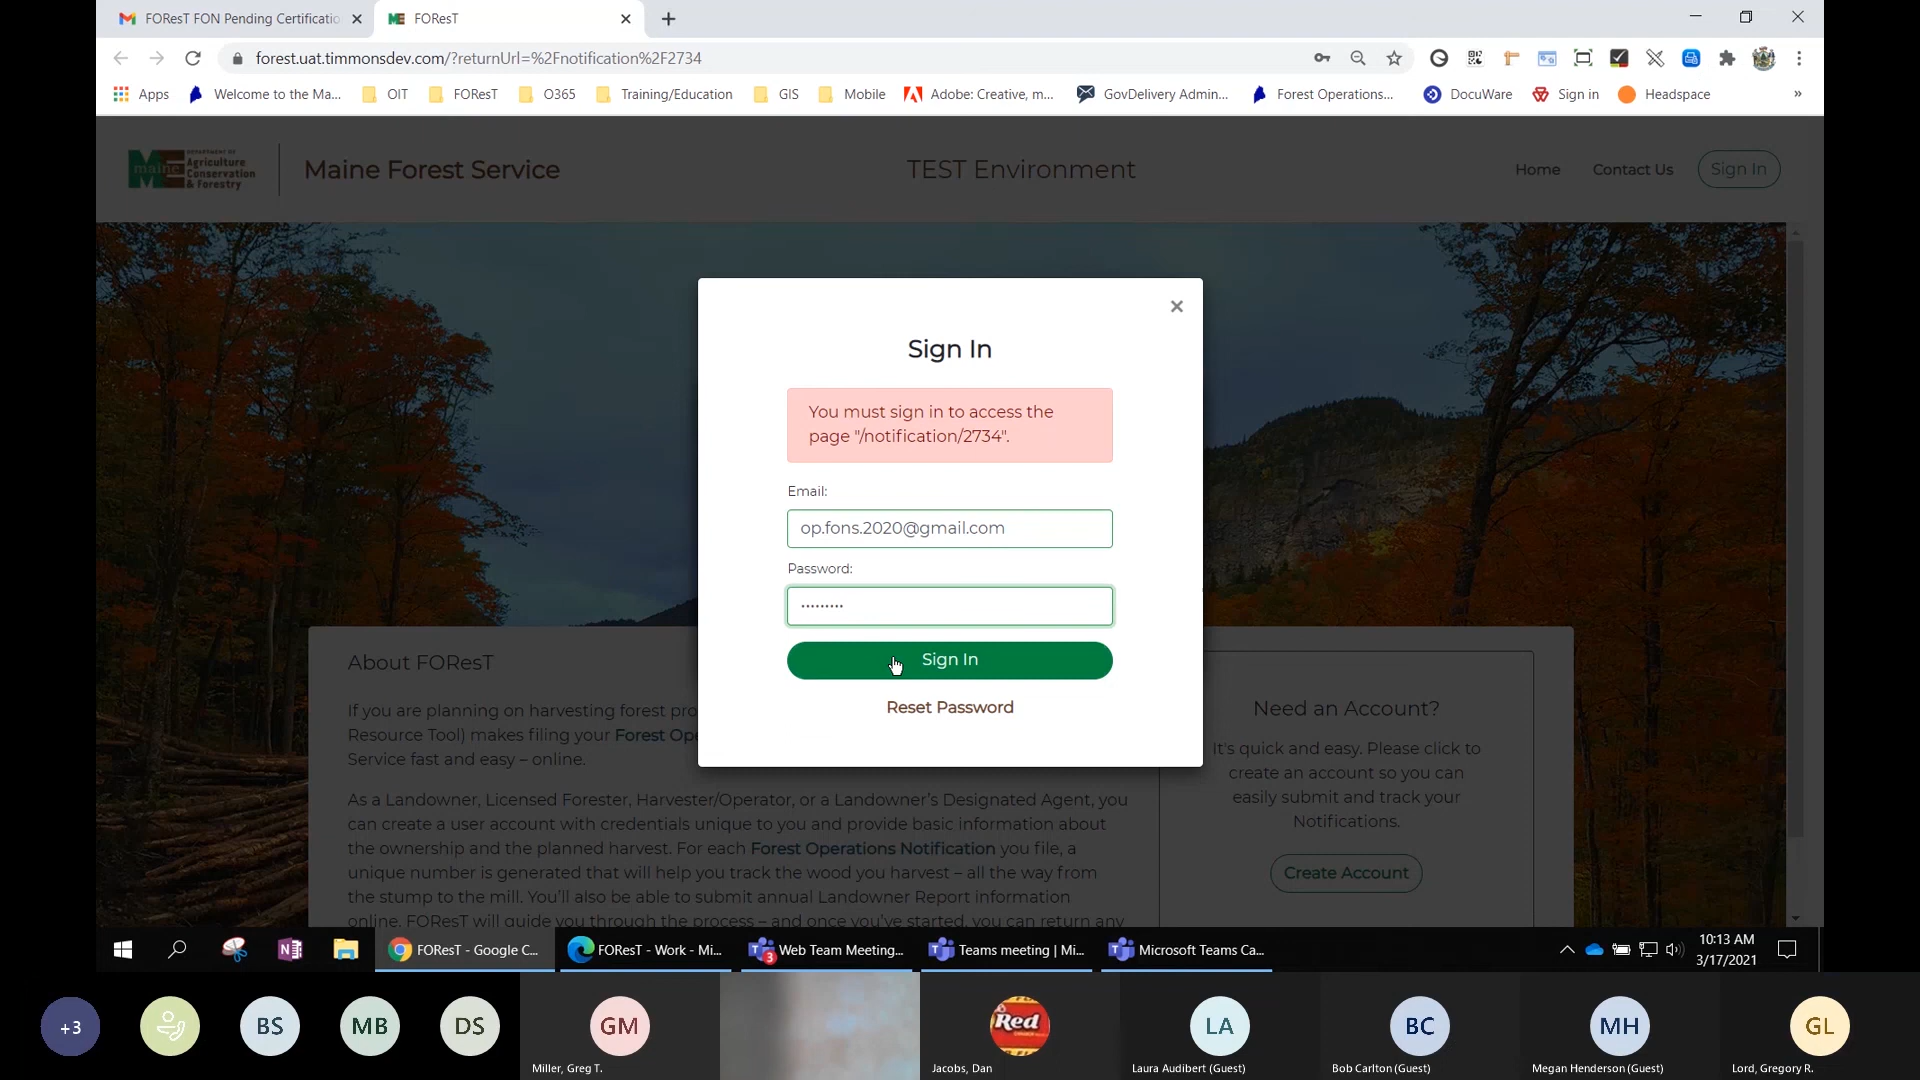 FOResT FON Pending Certificatio
FOResT
forest.uat.timmonsdev.com/?returnUrl=%2Fnotification%2F2734
Apps
Welcome to the Ma...
OIT
FOResT
O365
Training/Education
GIS
Mobile
Adobe: Creative, m...
GovDelivery Admin...
Forest Operations...
DocuWare
Sign in
Headspace
»
maine
DEPARTMENT OF
Agriculture
Conservation
& Forestry
Maine Forest Service
TEST Environment
Home
Contact Us
Sign In
Sign In
You must sign in to access the
page "/notification/2734".
Email:
op.fons.2020@gmail.com
Password:
•••••••••
Sign In
Reset Password
About FOResT
If you are planning on harvesting forest pro
Resource Tool) makes filing your Forest Ope
Service fast and easy – online.
As a Landowner, Licensed Forester, Harvester/Operator, or a Landowner's Designated Agent, you
can create a user account with credentials unique to you and provide basic information about
the ownership and the planned harvest. For each Forest Operations Notification you file, a
unique number is generated that will help you track the wood you harvest – all the way from
the stump to the mill. You'll also be able to submit annual Landowner Report information
online. FOResT will guide you through the process – and once you've started, you can return any
Need an Account?
It's quick and easy. Please click to
create an account so you can
easily submit and track your
Notifications.
Create Account
FOResT - Google C...
FOResT - Work - Mi...
3
Web Team Meeting...
Teams meeting | Mi...
Microsoft Teams Ca...
10:13 AM
3/17/2021
+3
BS
MB
DS
GM
Miller, Greg T.
Red
Jacobs, Dan
LA
Laura Audibert (Guest)
BC
Bob Carlton (Guest)
MH
Megan Henderson (Guest)
GL
Lord, Gregory R.